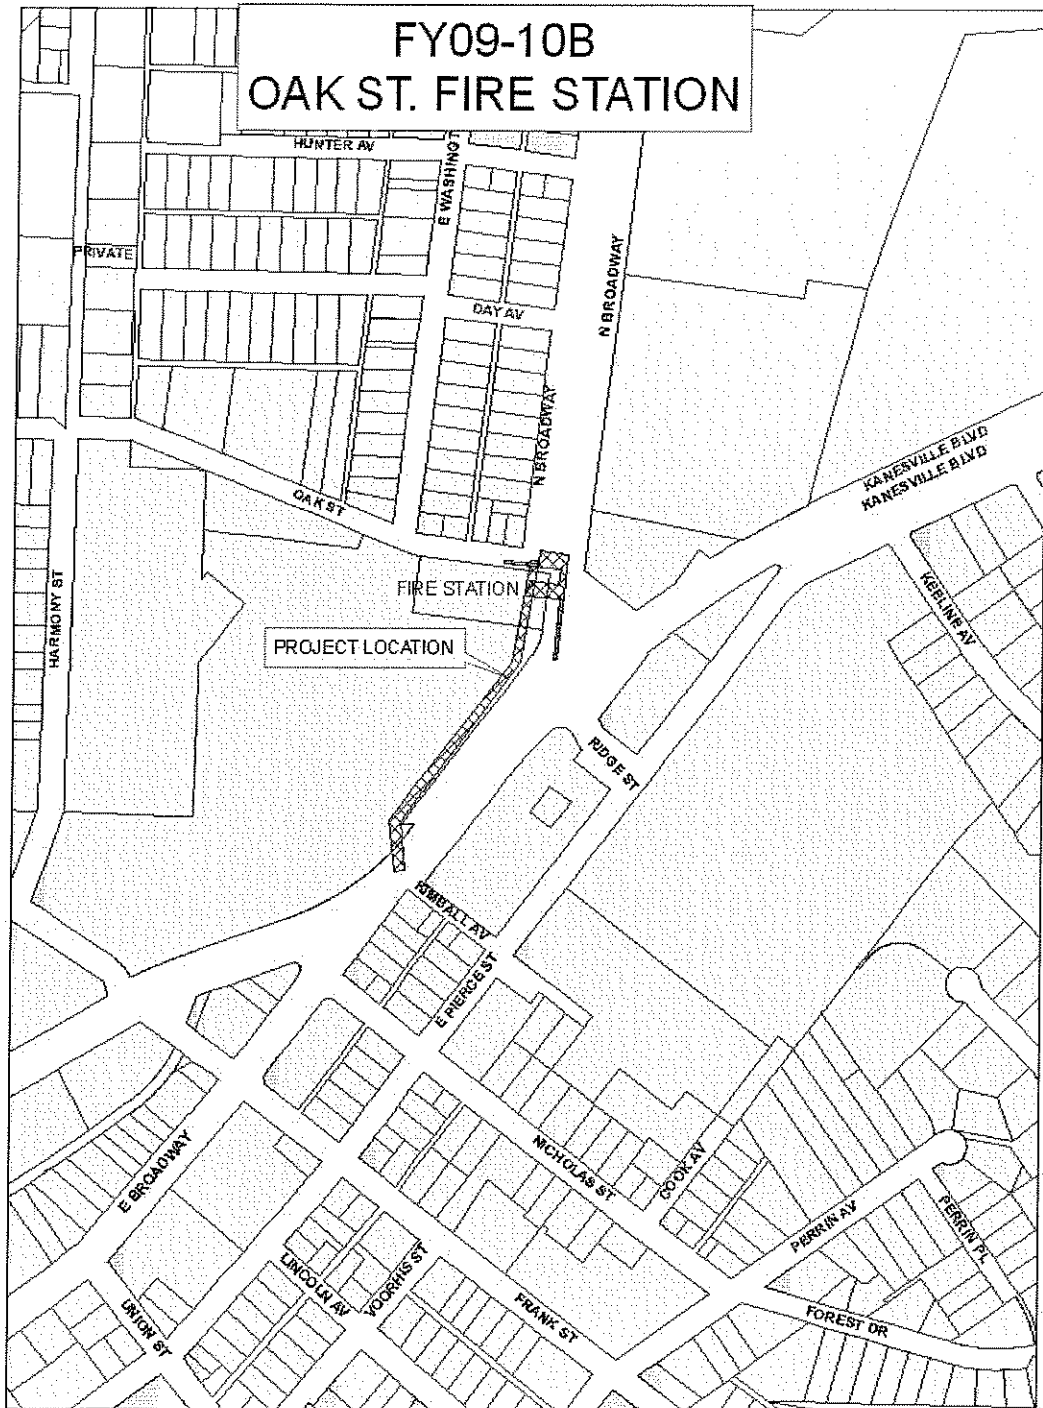 FY09-10B
OAK ST. FIRE STATION
HUNTER AV
E WASHINGT
PRIVATE
N BROADWAY
DAY AV
N BROADWAY
KANESVILLE BLVD
KANESVILLE BLVD
OAK ST
HARMONY ST
FIRE STATION
KEELINE AV
PROJECT LOCATION
RIDGE ST
KIMBALL AV
E PIERCE ST
E BROADWAY
NICHOLAS ST
COOK AV
PERRIN AV
PERRIN PL
LINCOLN AV
VOORHIS ST
UNION ST
FRANK ST
FOREST DR